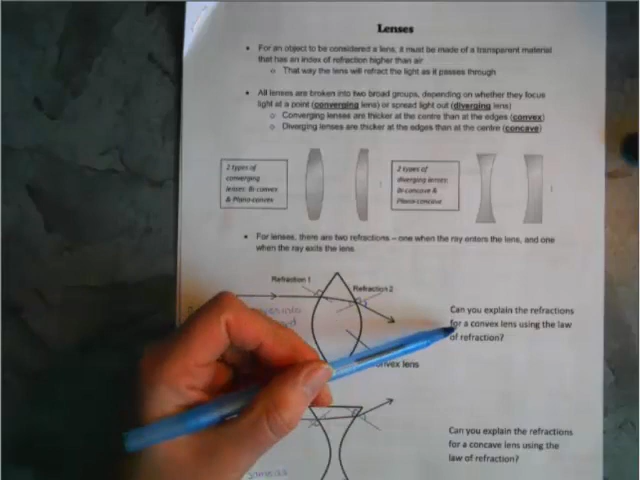 Lenses
For an object to be considered a lens, it must be made of a transparent material
that has an index of refraction higher than air
That way the lens will refract the light as it passes through
All lenses are broken into two broad groups, depending on whether they focus
light at a point (converging lens) or spread light out (diverging lens)
Converging lenses are thicker at the centre than at the edges (convex)
Diverging lenses are thicker at the edges than at the centre (concave)
2 types of
converging
lenses: Bi-convex
& Plano-convex
2 types of
diverging lenses:
Bi-concave &
Plano-concave
For lenses, there are two refractions – one when the ray enters the lens, and one
when the ray exits the lens.
Refraction 1
Refraction 2
Can you explain the refractions
for a convex lens using the law
of refraction?
convex lens
Can you explain the refractions
for a concave lens using the
law of refraction?